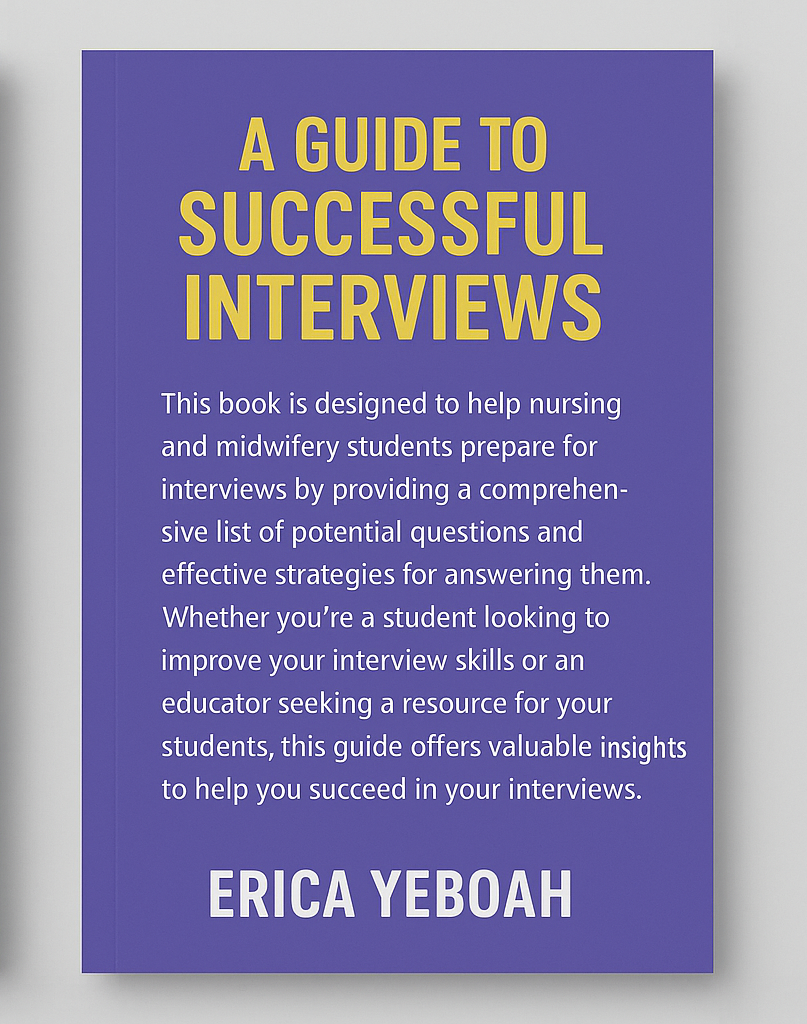 A GUIDE TO
SUCCESSFUL
INTERVIEWS
This book is designed to help nursing
and midwifery students prepare for
interviews by providing a comprehen-
sive list of potential questions and
effective strategies for answering them.
Whether you’re a student looking to
improve your interview skills or an
educator seeking a resource for your
students, this guide offers valuable insights
to help you succeed in your interviews.
ERICA YEBOAH